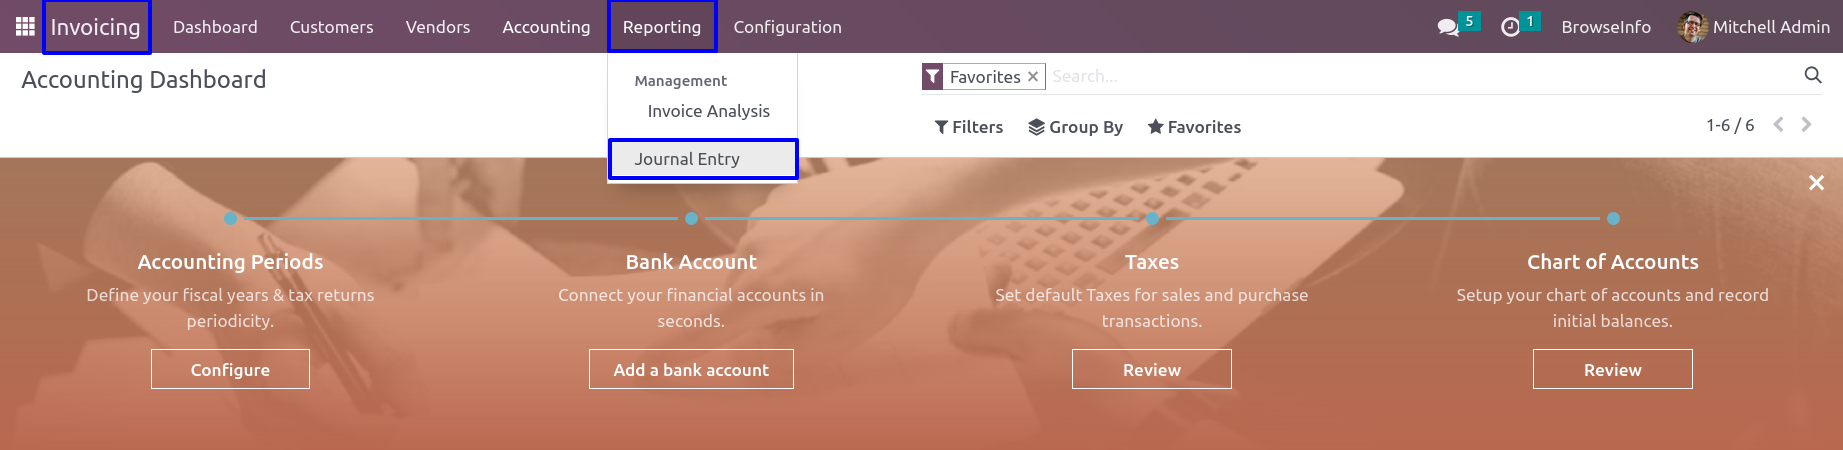 Invoicing Dashboard Customers Vendors Accounting Reporting Configuration 5 1 BrowseInfo Mitchell Admin
Accounting Dashboard
Management
Invoice Analysis
Journal Entry
Favorites × Search...
Filters Group By Favorites 1-6 / 6
Accounting Periods
Define your fiscal years & tax returns
periodicity.
Configure
Bank Account
Connect your financial accounts in
seconds.
Add a bank account
Taxes
Set default Taxes for sales and purchase
transactions.
Review
Chart of Accounts
Setup your chart of accounts and record
initial balances.
Review